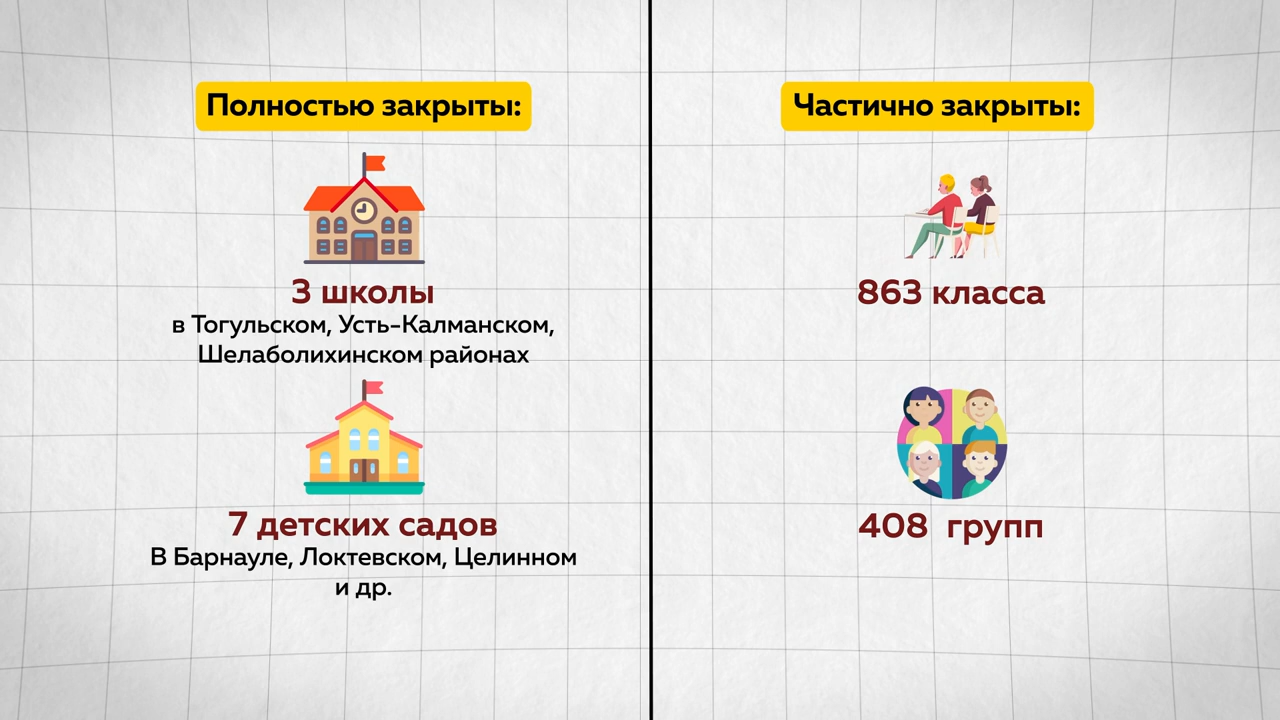 Полностью закрыты:
3 школы
в Тогульском, Усть-Калманском,
Шелаболихинском районах
7 детских садов
В Барнауле, Локтевском, Целинном
и др.
Частично закрыты:
863 класса
408 групп